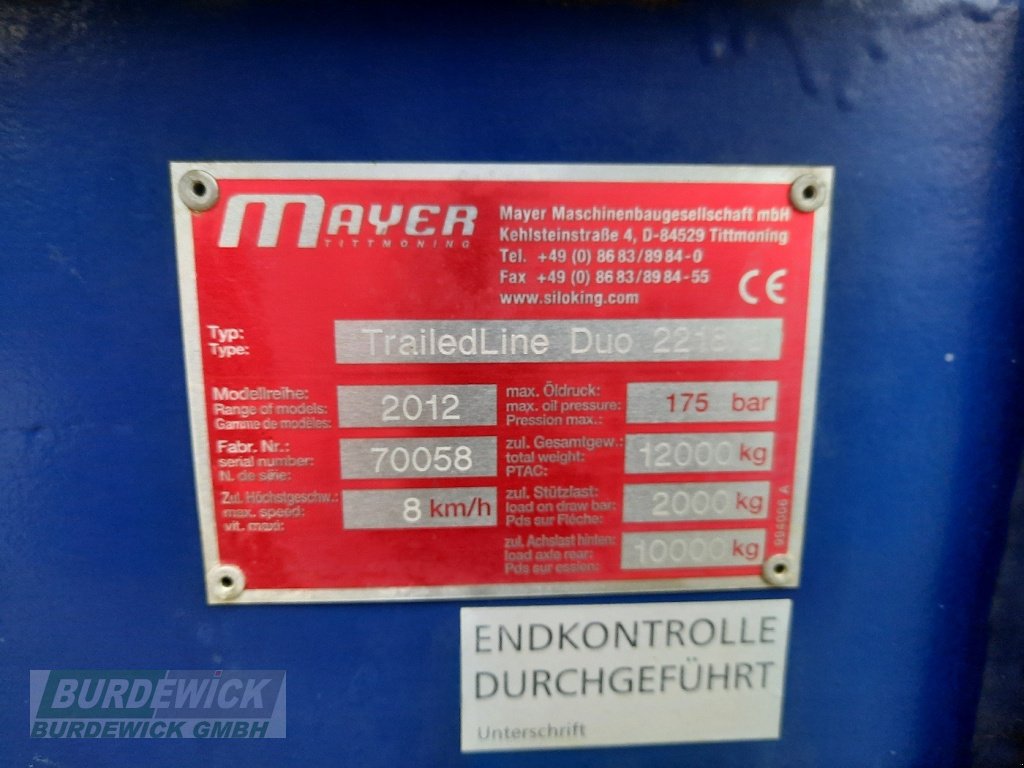 MAYER
TITTMONING
Mayer Maschinenbaugesellschaft mbH
Kehlsteinstraße 4, D-84529 Tittmoning
Tel. +49 (0) 86 83/89 84-0
Fax +49 (0) 86 83/89 84-55
www.siloking.com
CE
Typ:
Type:
TrailedLine Duo
Modellreihe:
Range of models:
Gamme de modèles:
2012
Fabr. Nr.:
serial number:
N. de série:
70058
Zul. Höchstgeschw.:
max. speed:
vit. maxi:
8 km/h
max. Öldruck:
max. oil pressure:
Pression max.:
175 bar
zul. Gesamtgew.:
total weight:
PTAC:
12000 kg
zul. Stützlast:
load on draw bar:
Pds sur Fléche:
2000 kg
zul. Achslast hinten:
load axle rear:
Pds sur essien:
10000 kg
994006 A
ENDKONTROLLE
DURCHGEFÜHRT
Unterschrift
BURDEWICK
BURDEWICK GMBH